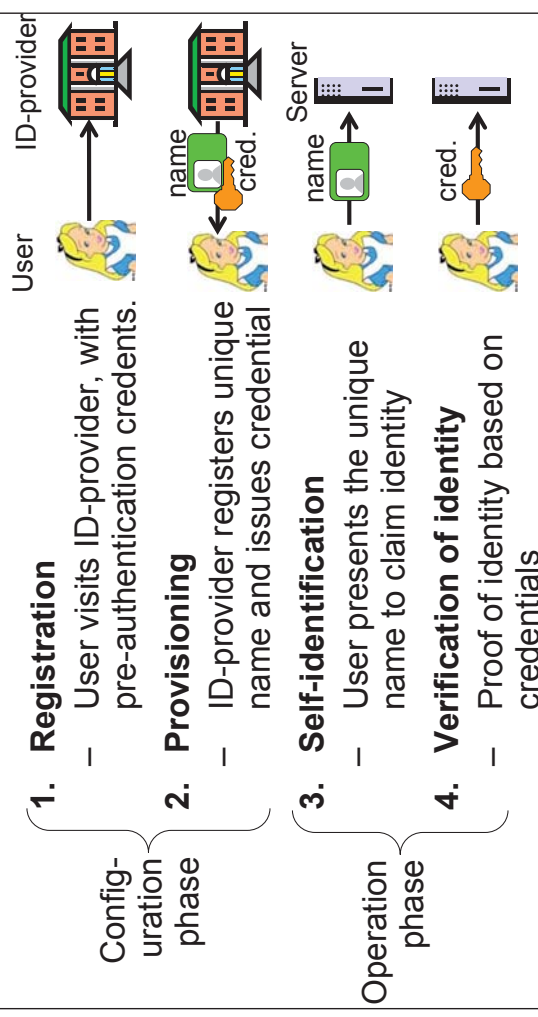 User
ID-provider
Config-
uration
phase
1. Registration
– User visits ID-provider, with
pre-authentication credents.
2. Provisioning
– ID-provider registers unique
name and issues credential
name
cred.
Operation
phase
Server
3. Self-identification
– User presents the unique
name to claim identity
name
4. Verification of identity
– Proof of identity based on
credentials
cred.